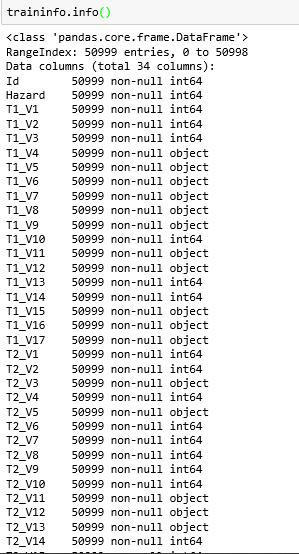 traininfo.info()
<class 'pandas.core.frame.DataFrame'>
RangeIndex: 50999 entries, 0 to 50998
Data columns (total 34 columns):
Id 50999 non-null int64
Hazard 50999 non-null int64
T1_V1 50999 non-null int64
T1_V2 50999 non-null int64
T1_V3 50999 non-null int64
T1_V4 50999 non-null object
T1_V5 50999 non-null object
T1_V6 50999 non-null object
T1_V7 50999 non-null object
T1_V8 50999 non-null object
T1_V9 50999 non-null object
T1_V10 50999 non-null int64
T1_V11 50999 non-null object
T1_V12 50999 non-null object
T1_V13 50999 non-null int64
T1_V14 50999 non-null int64
T1_V15 50999 non-null object
T1_V16 50999 non-null object
T1_V17 50999 non-null object
T2_V1 50999 non-null int64
T2_V2 50999 non-null int64
T2_V3 50999 non-null object
T2_V4 50999 non-null int64
T2_V5 50999 non-null object
T2_V6 50999 non-null int64
T2_V7 50999 non-null int64
T2_V8 50999 non-null int64
T2_V9 50999 non-null int64
T2_V10 50999 non-null int64
T2_V11 50999 non-null object
T2_V12 50999 non-null object
T2_V13 50999 non-null object
T2_V14 50999 non-null int64